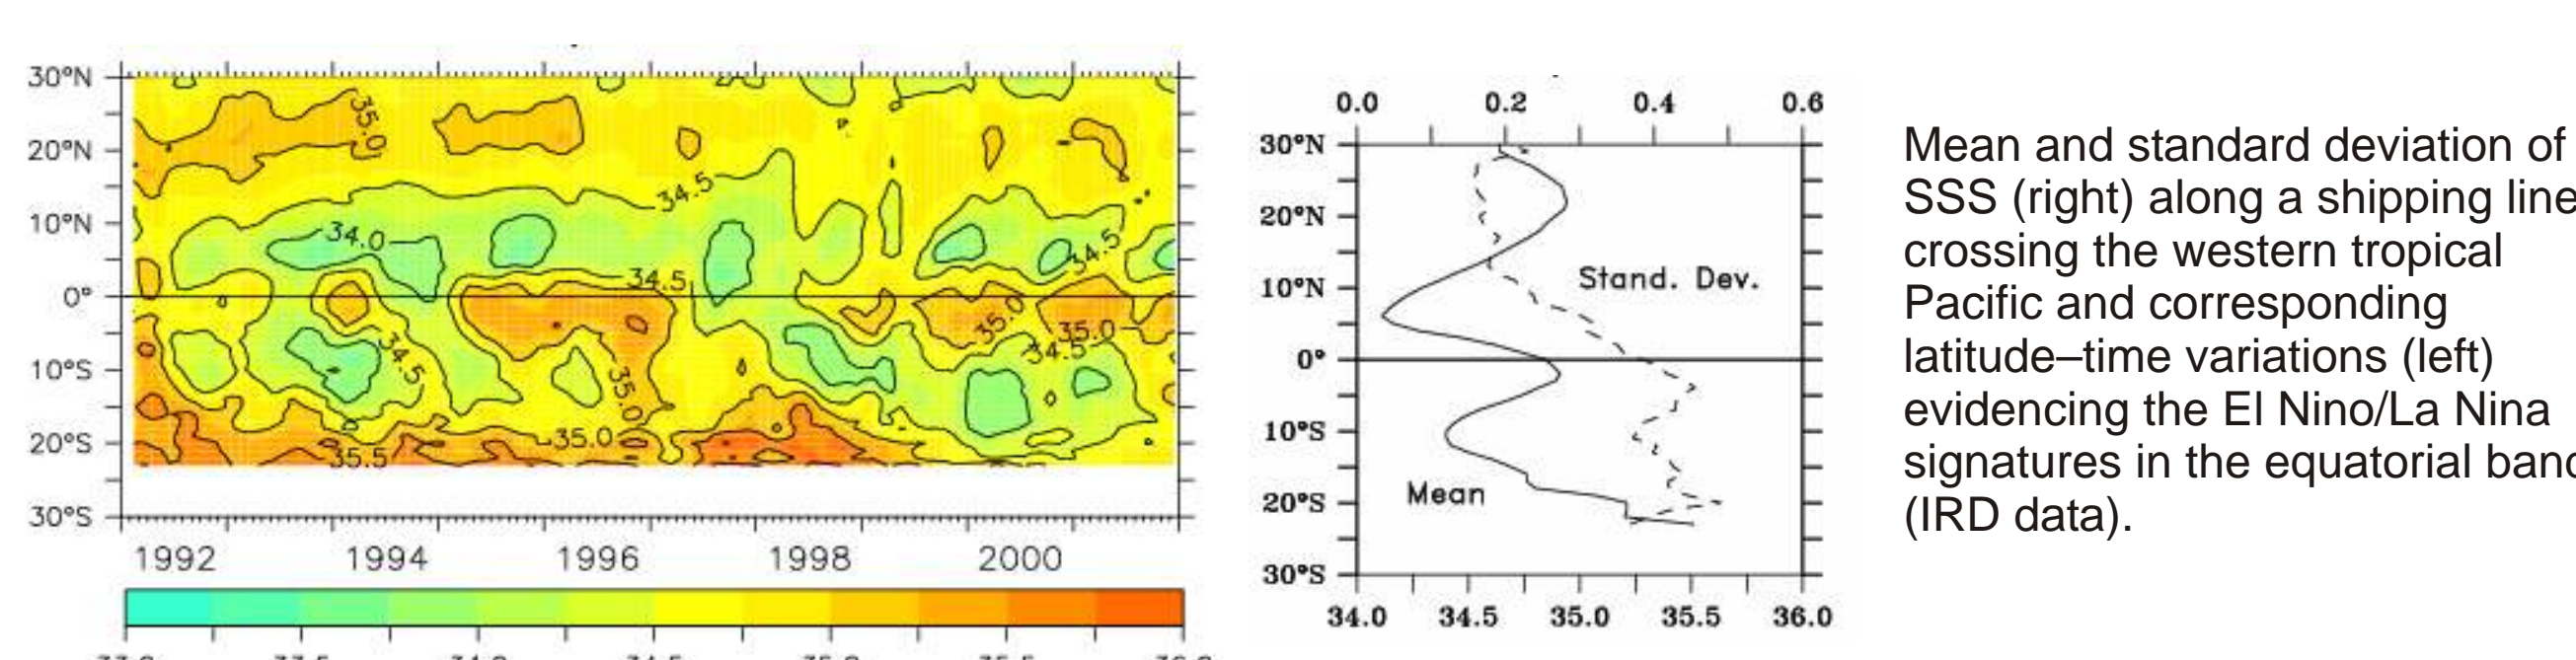 30°N
20°N
10°N
0°
10°S
20°S
30°S
35.0
34.5
34.0
34.5
34.5
35.0
34.5
35.0
35.0
34.5
35.0
35.5
1992 1994 1996 1998 2000
0.0 0.2 0.4 0.6
30°N
20°N
10°N
0°
10°S
20°S
30°S
Stand. Dev.
Mean
34.0 34.5 35.0 35.5 36.0
Mean and standard deviation of
SSS (right) along a shipping line
crossing the western tropical
Pacific and corresponding
latitude–time variations (left)
evidencing the El Nino/La Nina
signatures in the equatorial band
(IRD data).